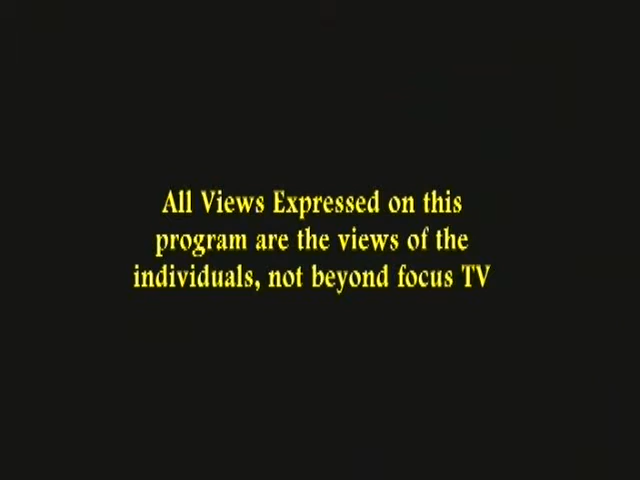 All Views Expressed on this
program are the views of the
individuals, not beyond focus TV